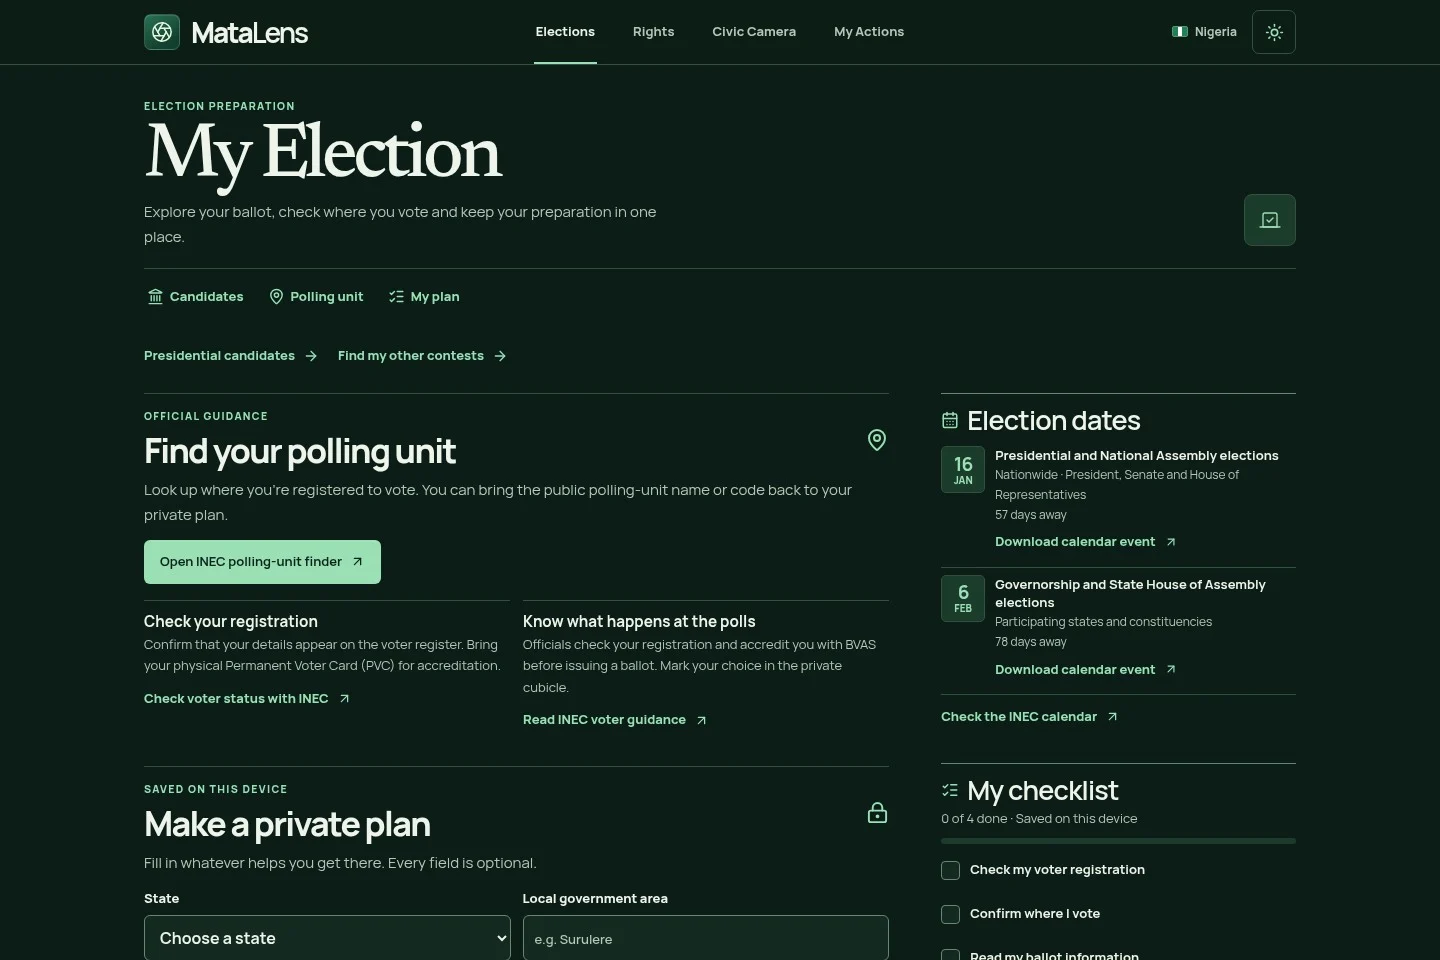 MataLens
Elections
Rights
Civic Camera
My Actions
Nigeria
ELECTION PREPARATION
My Election
Explore your ballot, check where you vote and keep your preparation in one
place.
Candidates
Polling unit
My plan
Presidential candidates
Find my other contests
OFFICIAL GUIDANCE
Find your polling unit
Look up where you're registered to vote. You can bring the public polling-unit name or code back to your
private plan.
Open INEC polling-unit finder
Check your registration
Confirm that your details appear on the voter register. Bring
your physical Permanent Voter Card (PVC) for accreditation.
Check voter status with INEC
Know what happens at the polls
Officials check your registration and accredit you with BVAS
before issuing a ballot. Mark your choice in the private
cubicle.
Read INEC voter guidance
SAVED ON THIS DEVICE
Make a private plan
Fill in whatever helps you get there. Every field is optional.
State
Choose a state
Local government area
e.g. Surulere
Election dates
16
JAN
Presidential and National Assembly elections
Nationwide · President, Senate and House of
Representatives
57 days away
Download calendar event
6
FEB
Governorship and State House of Assembly
elections
Participating states and constituencies
78 days away
Download calendar event
Check the INEC calendar
My checklist
0 of 4 done · Saved on this device
Check my voter registration
Confirm where I vote
Read my ballot information